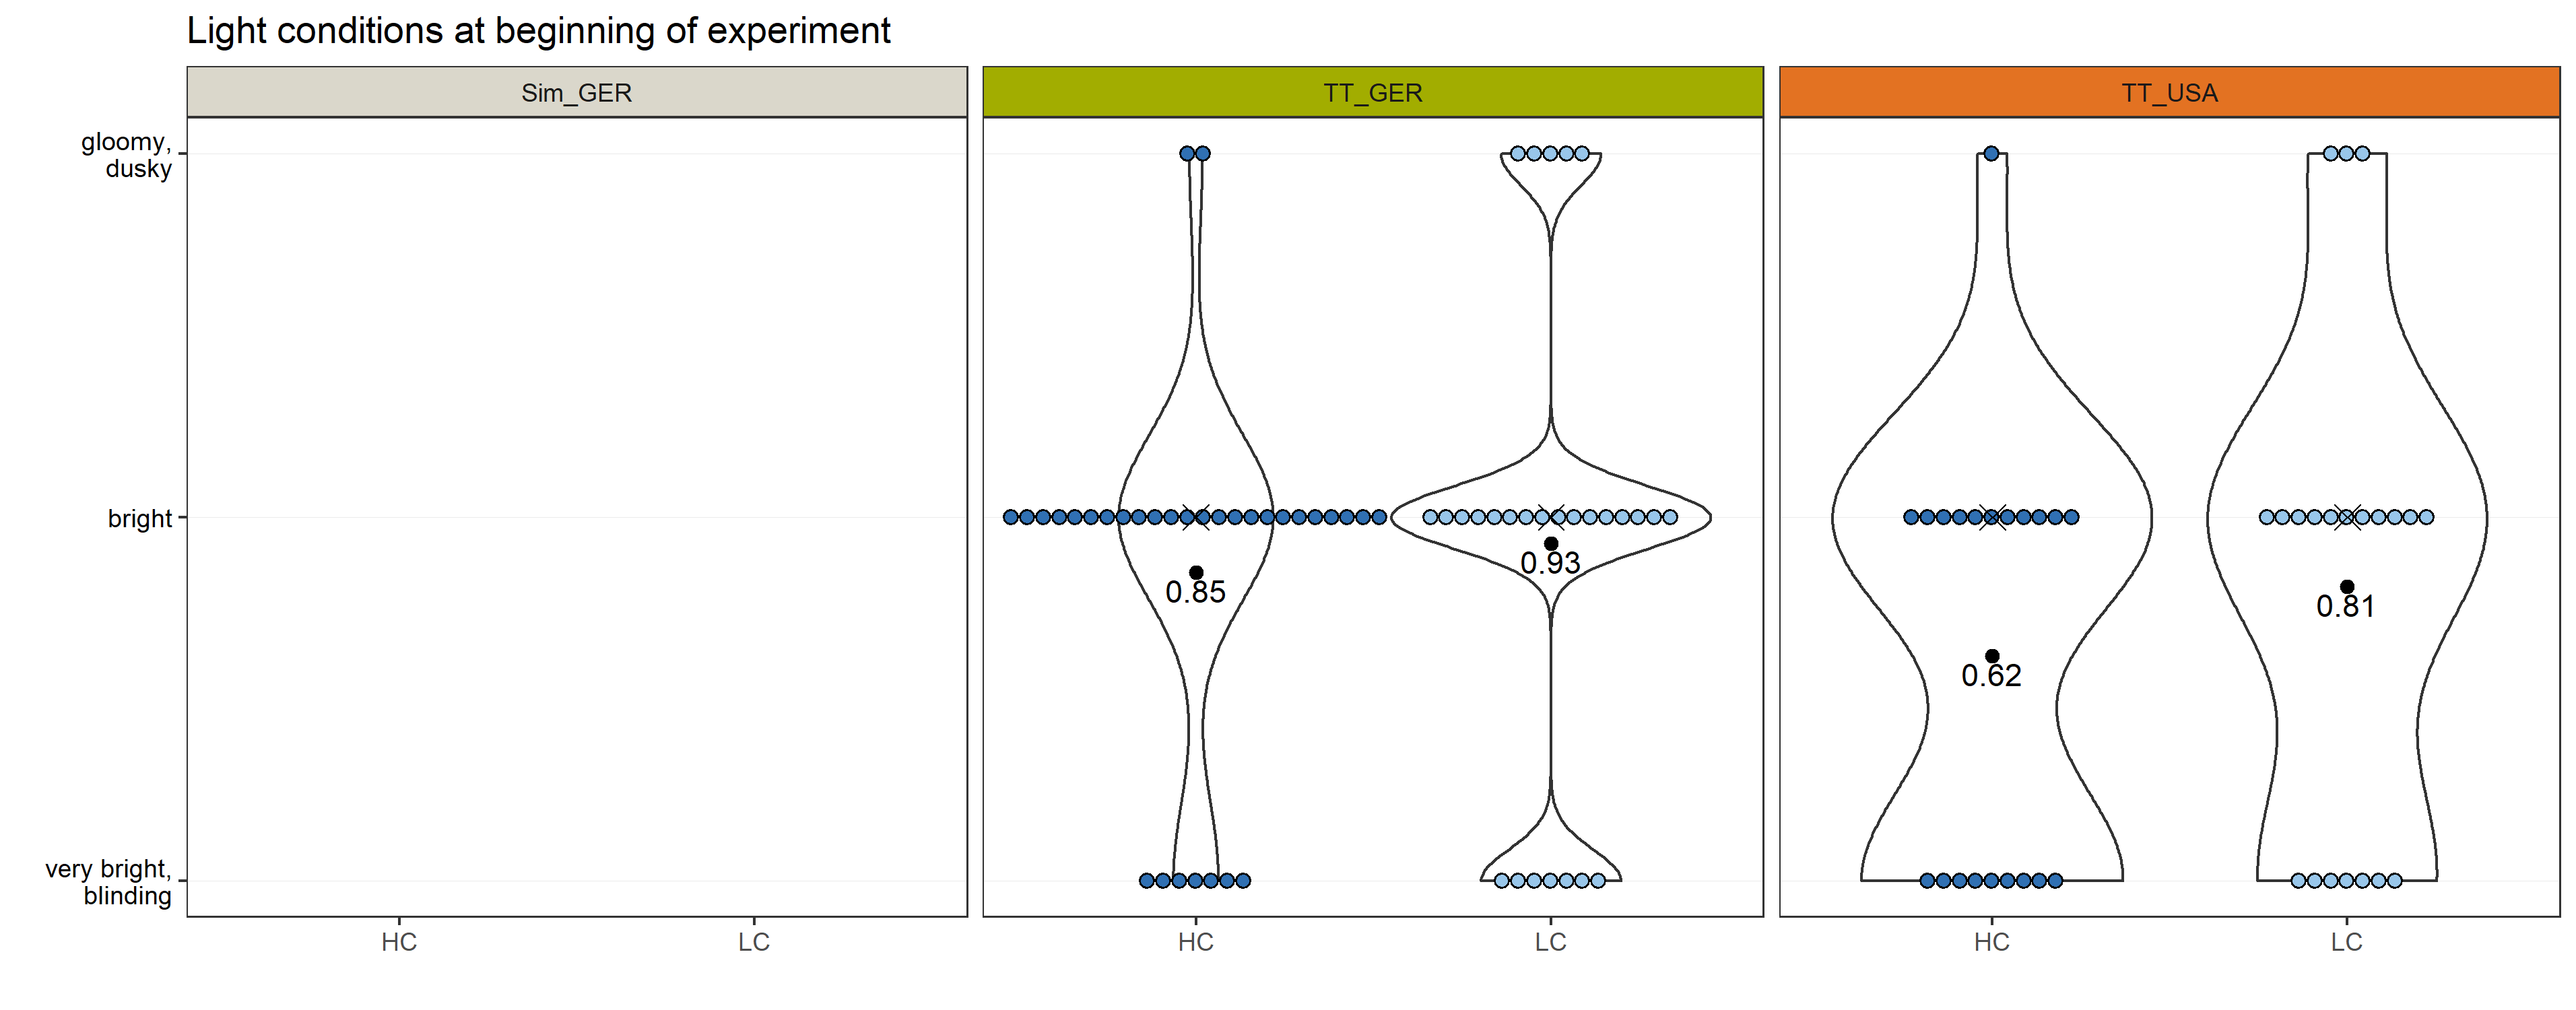 Light conditions at beginning of experiment
Sim_GER
TT_GER
TT_USA
gloomy,
dusky
bright
very bright,
blinding
0.85
0.93
0.62
0.81
HC
LC
HC
LC
HC
LC